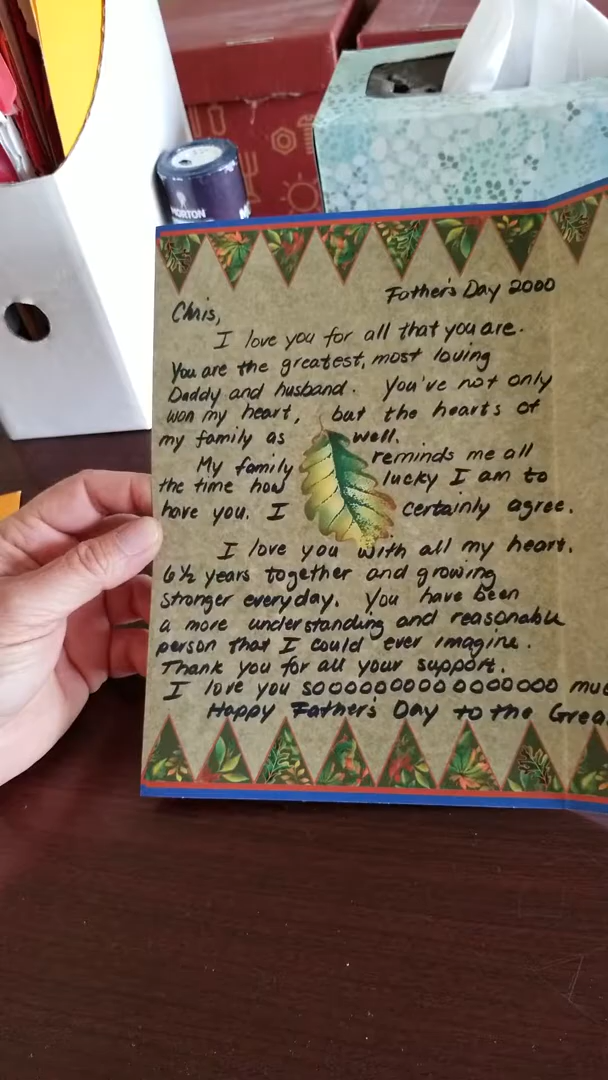 MORTON
Father's Day 2000
Chris,
I love you for all that you are.
You are the greatest, most loving
Daddy and husband. You've not only
won my heart, but the hearts of
my family as well.
My family reminds me all
the time how lucky I am to
have you. I certainly agree.
I love you with all my heart.
6½ years together and growing
stronger everyday. You have been
a more understanding and reasonable
person that I could ever imagine.
Thank you for all your support.
I love you soooooooooooooooo
Happy Father's Day to the